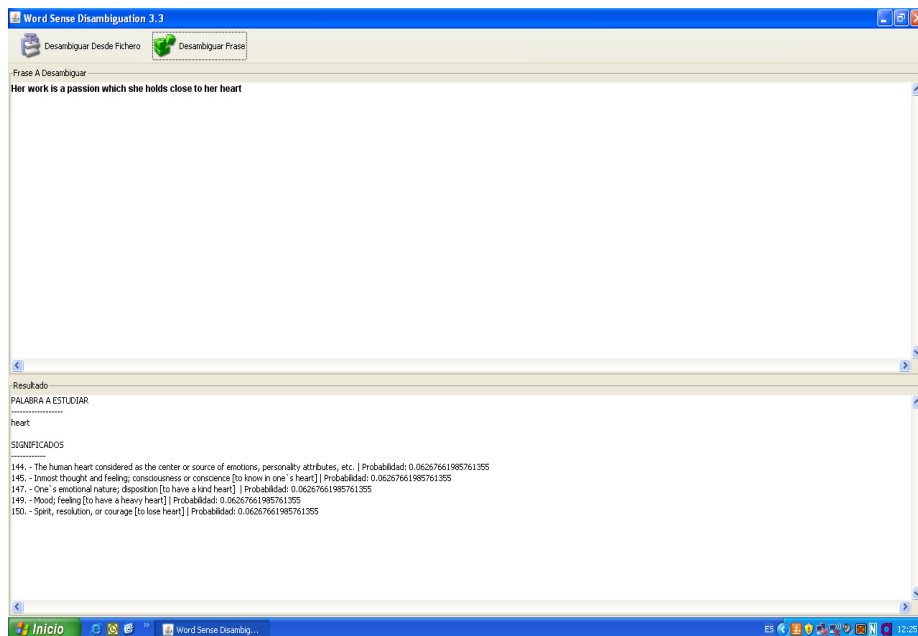 Word Sense Disambiguation 3.3
Desambiguar Desde Fichero
Desambiguar Frase
Frase A Desambiguar
Her work is a passion which she holds close to her heart
Resultado
PALABRA A ESTUDIAR
------------------
heart
SIGNIFICADOS
------------
144. - The human heart considered as the center or source of emotions, personality attributes, etc. | Probabilidad: 0.06267661985761355
145. - Inmost thought and feeling; consciousness or conscience [to know in one`s heart] | Probabilidad: 0.06267661985761355
147. - One`s emotional nature; disposition [to have a kind heart] | Probabilidad: 0.06267661985761355
149. - Mood; feeling [to have a heavy heart] | Probabilidad: 0.06267661985761355
150. - Spirit, resolution, or courage [to lose heart] | Probabilidad: 0.06267661985761355
Inicio
Word Sense Disambig...
ES
12:25